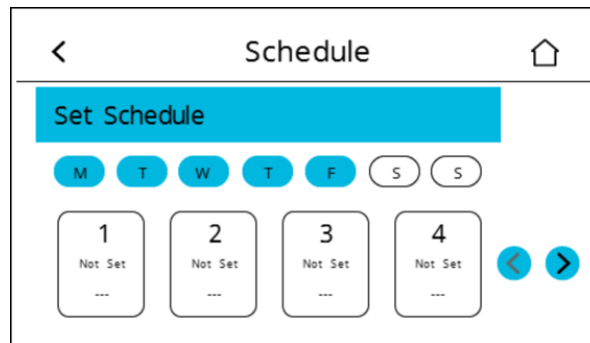 Schedule
Set Schedule
M T W T F S S
1 2 3 4
Not Set Not Set Not Set Not Set
--- --- --- ---